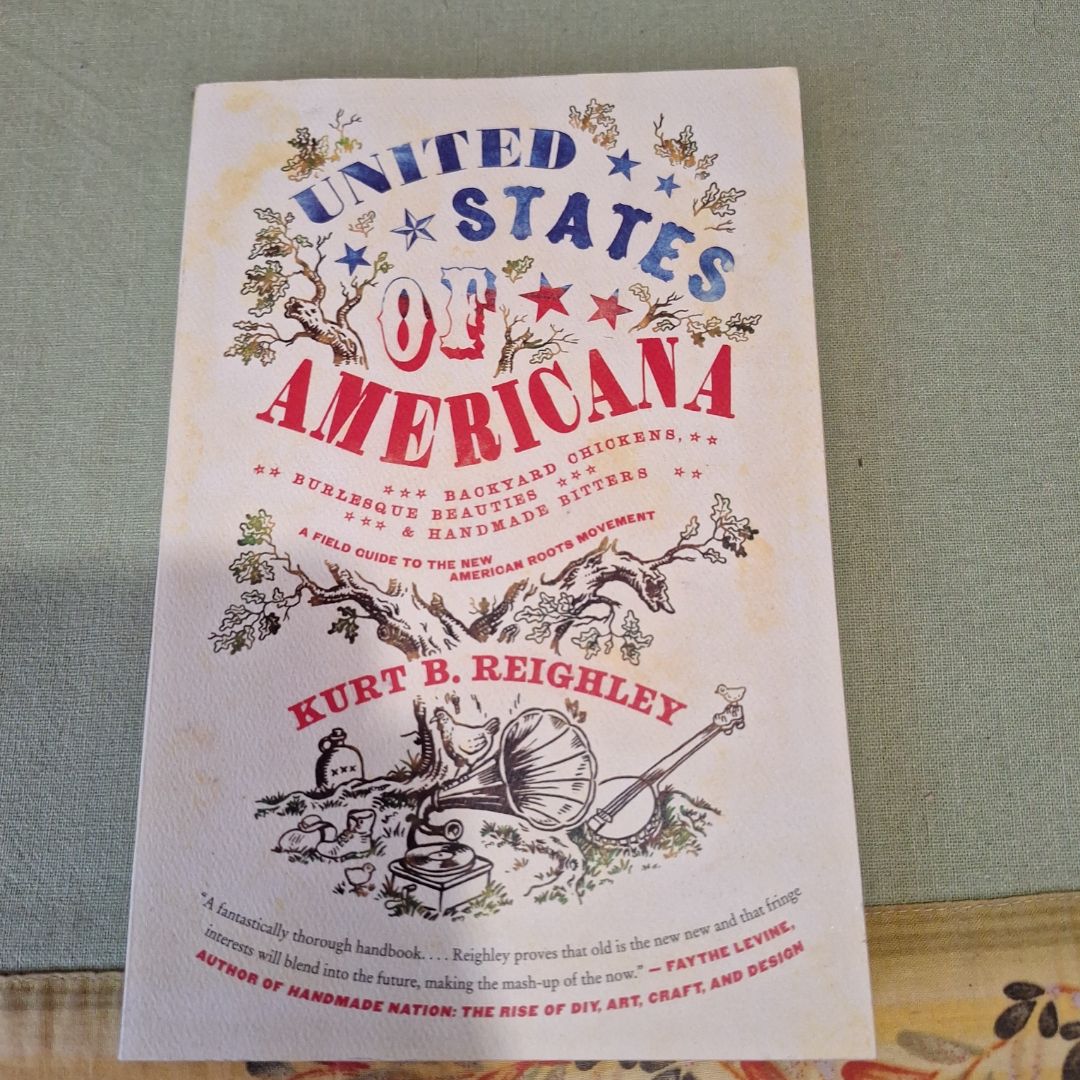 UNITED
STATES
OF
AMERICANA
BACKYARD CHICKENS,
BURLESQUE BEAUTIES
& HANDMADE BITTERS
A FIELD GUIDE TO THE NEW
AMERICAN ROOTS MOVEMENT
KURT B. REIGHLEY
XXX
"A fantastically thorough handbook.... Reighley proves that old is the new new and that fringe
interests will blend into the future, making the mash-up of the now." — FAYTHE LEVINE,
AUTHOR OF HANDMADE NATION: THE RISE OF DIY, ART, CRAFT, AND DESIGN